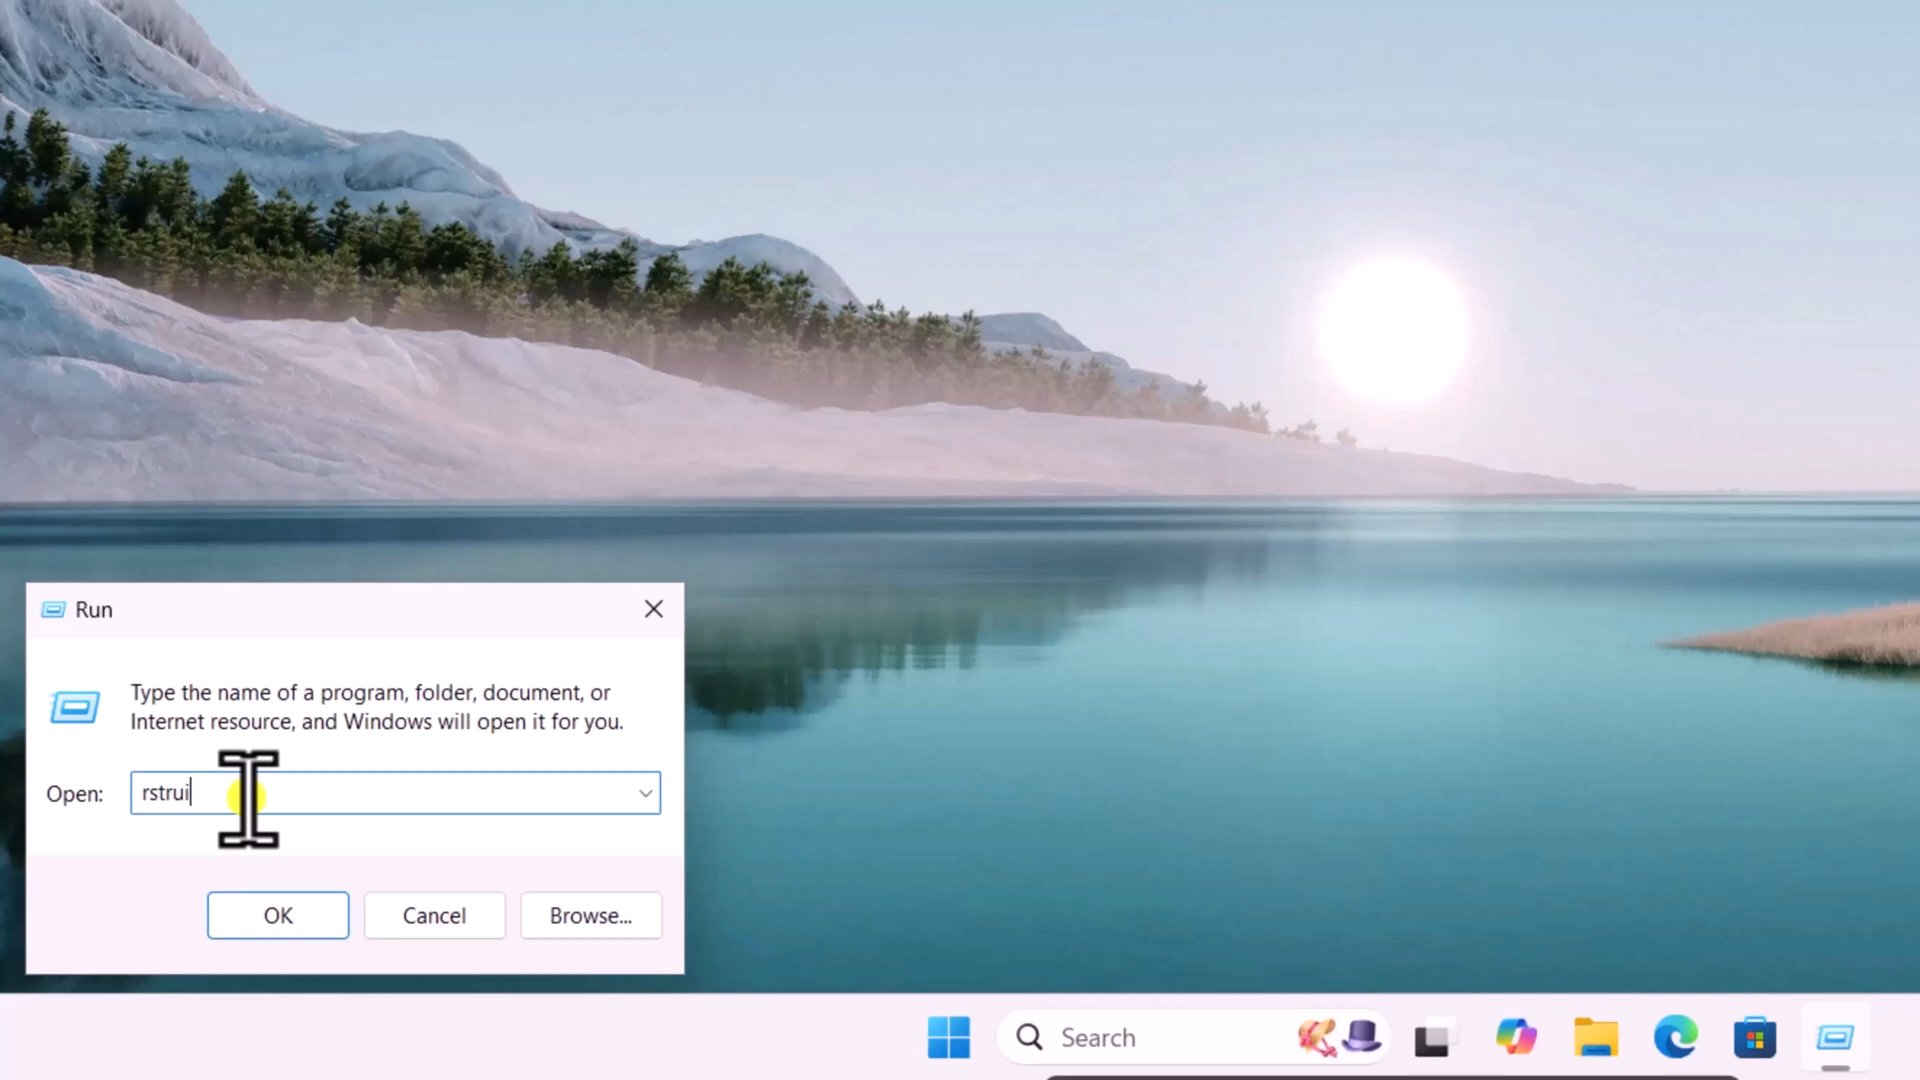 Run
Type the name of a program, folder, document, or
Internet resource, and Windows will open it for you.
Open:
rstrui
OK
Cancel
Browse...
Search